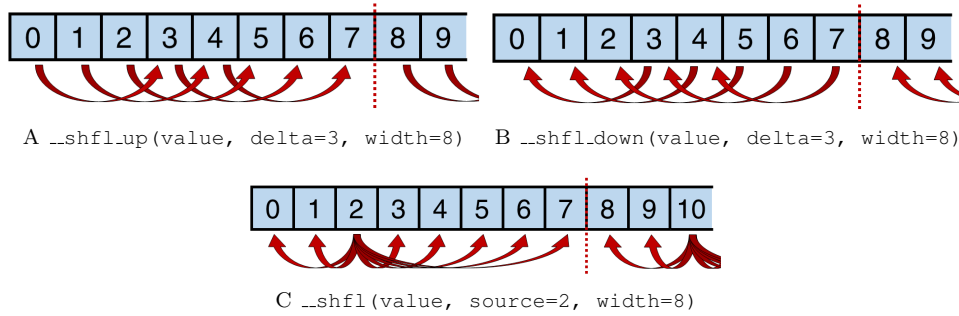 0 1 2 3 4 5 6 7 8 9
0 1 2 3 4 5 6 7 8 9
A __shfl_up(value, delta=3, width=8)
B __shfl_down(value, delta=3, width=8)
0 1 2 3 4 5 6 7 8 9 10
C __shfl(value, source=2, width=8)